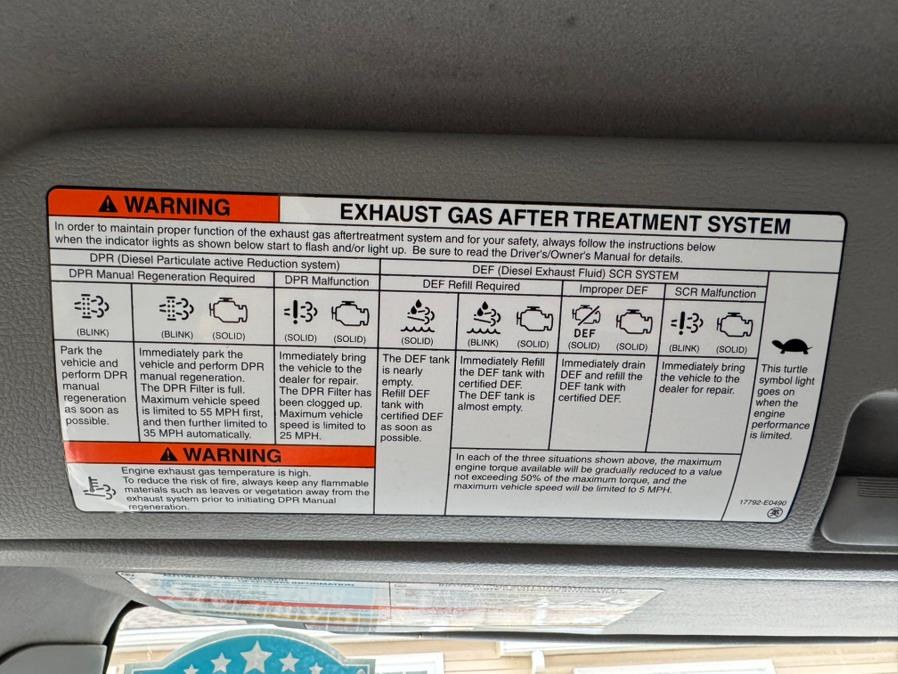 WARNING
EXHAUST GAS AFTER TREATMENT SYSTEM
In order to maintain proper function of the exhaust gas aftertreatment system and for your safety, always follow the instructions below
when the indicator lights as shown below start to flash and/or light up. Be sure to read the Driver's/Owner's Manual for details.
DPR (Diesel Particulate active Reduction system)
DPR Manual Regeneration Required
DPR Malfunction
(BLINK)
(BLINK) (SOLID)
(SOLID) (SOLID)
Park the
vehicle and
perform DPR
manual
regeneration
as soon as
possible.
Immediately park the
vehicle and perform DPR
manual regeneration.
The DPR Filter is full.
Maximum vehicle speed
is limited to 55 MPH first,
and then further limited to
35 MPH automatically.
Immediately bring
the vehicle to the
dealer for repair.
The DPR Filter has
been clogged up.
Maximum vehicle
speed is limited to
25 MPH.
WARNING
Engine exhaust gas temperature is high.
To reduce the risk of fire, always keep any flammable
materials such as leaves or vegetation away from the
exhaust system prior to initiating DPR Manual
regeneration.
DEF (Diesel Exhaust Fluid) SCR SYSTEM
DEF Refill Required
Improper DEF
SCR Malfunction
(SOLID)
(BLINK) (SOLID)
DEF
(SOLID) (SOLID)
(BLINK) (SOLID)
The DEF tank
is nearly
empty.
Refill DEF
tank with
certified DEF
as soon as
possible.
Immediately Refill
the DEF tank with
certified DEF.
The DEF tank is
almost empty.
Immediately drain
DEF and refill the
DEF tank with
certified DEF.
Immediately bring
the vehicle to the
dealer for repair.
In each of the three situations shown above, the maximum
engine torque available will be gradually reduced to a value
not exceeding 50% of the maximum torque, and the
maximum vehicle speed will be limited to 5 MPH.
This turtle
symbol light
goes on
when the
engine
performance
is limited.
17792-E0490